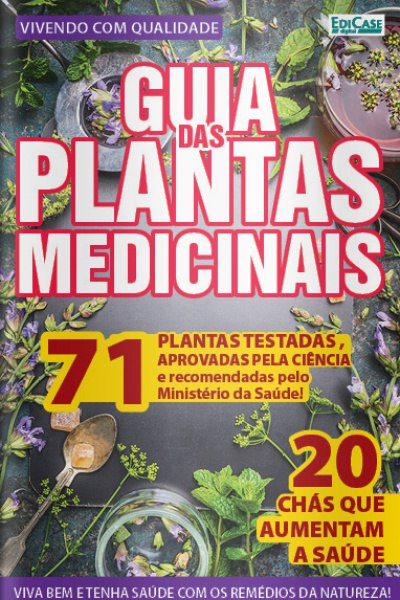 VIVENDO COM QUALIDADE
EDICASE
digital
GUIA
DAS
PLANTAS
MEDICINAIS
71
PLANTAS TESTADAS,
APROVADAS PELA CIÊNCIA
e recomendadas pelo
Ministério da Saúde!
20
CHÁS QUE
AUMENTAM
A SAÚDE
VIVA BEM E TENHA SAÚDE COM OS REMÉDIOS DA NATUREZA!